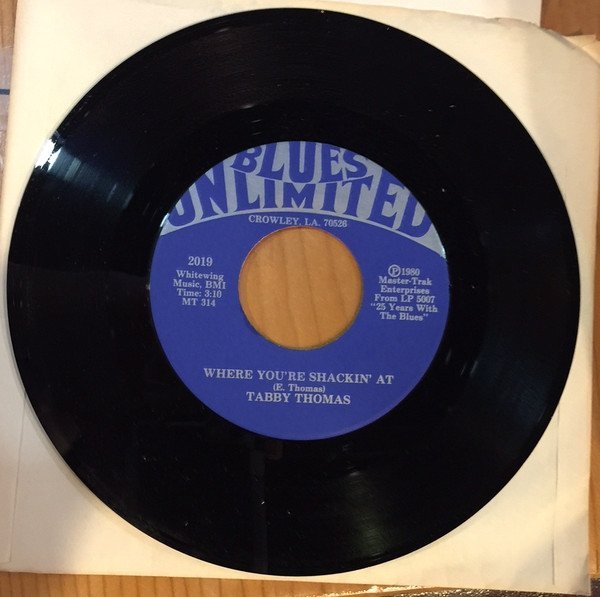 BLUES
UNLIMITED
CROWLEY, LA. 70526
2019
Whitewing
Music, BMI
Time: 3:10
MT 314
Ⓟ1980
Master-Trak
Enterprises
From LP 5007
"25 Years With
The Blues"
WHERE YOU'RE SHACKIN' AT
(E. Thomas)
TABBY THOMAS